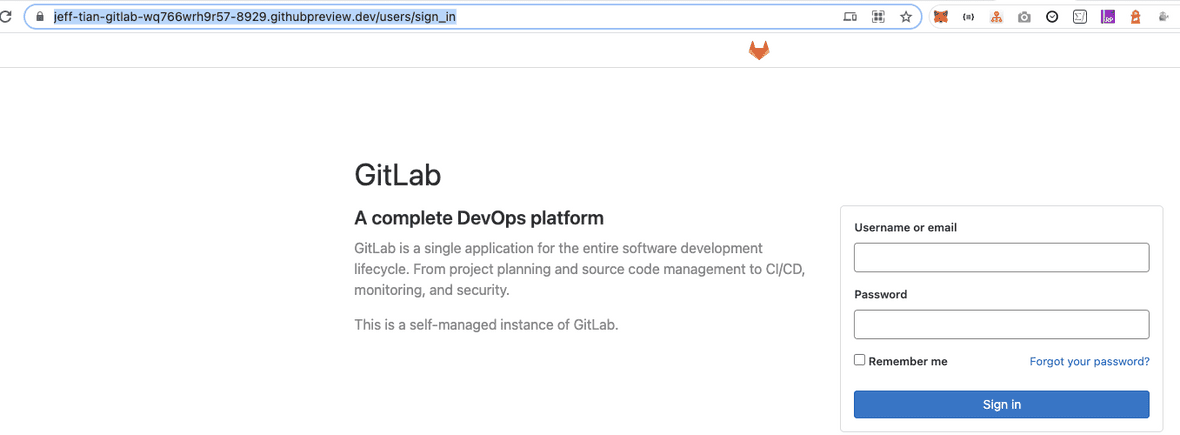 jeff-tian-gitlab-wq766wrh9r57-8929.githubpreview.dev/users/sign_in
GitLab
A complete DevOps platform
GitLab is a single application for the entire software development
lifecycle. From project planning and source code management to CI/CD,
monitoring, and security.
This is a self-managed instance of GitLab.
Username or email
Password
Remember me
Forgot your password?
Sign in